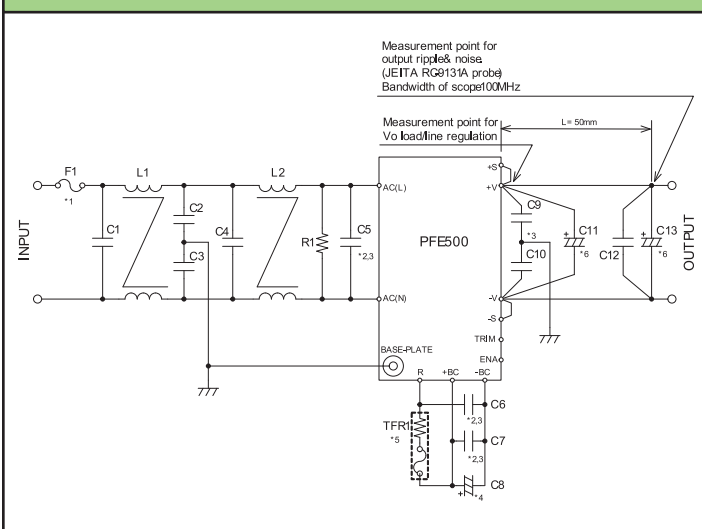 Measurement point for
output ripple& noise.
(JEITA RC-9131A probe)
Bandwidth of scope:100MHz
Measurement point for
Vo load/line regulation
L= 50mm
F1
*1
L1
L2
INPUT
C1
C2
C3
C4
R1
C5
*2,3
AC(L)
AC(N)
PFE500
BASE-PLATE
+S
+V
-V
-S
TRIM
ENA
R
+BC
-BC
C9
*3
C10
C11
*6
C12
C13
*6
OUTPUT
TFR1
*5
C6
*2,3
C7
*2,3
C8
+
*4